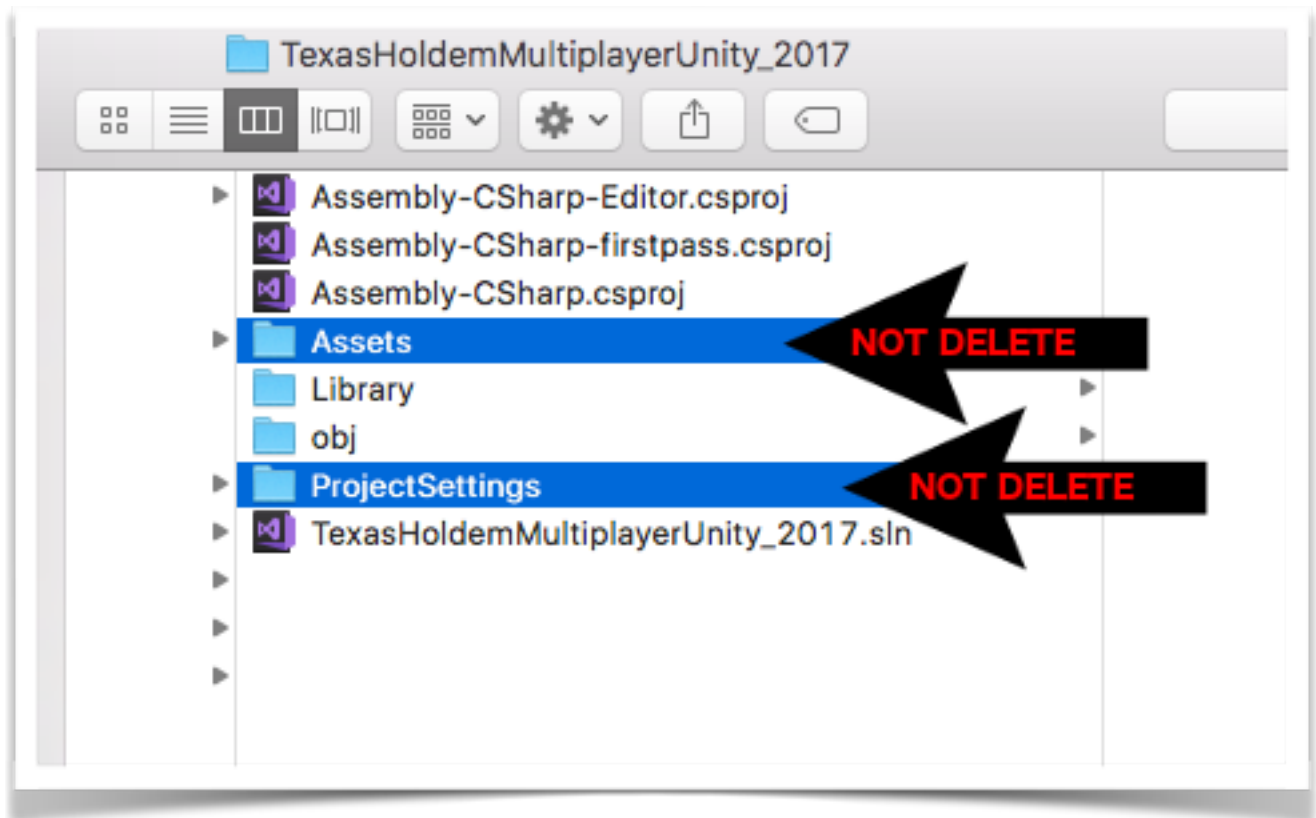 TexasHoldemMultiplayerUnity_2017
Assembly-CSharp-Editor.csproj
Assembly-CSharp-firstpass.csproj
Assembly-CSharp.csproj
Assets
NOT DELETE
Library
obj
ProjectSettings
NOT DELETE
TexasHoldemMultiplayerUnity_2017.sln